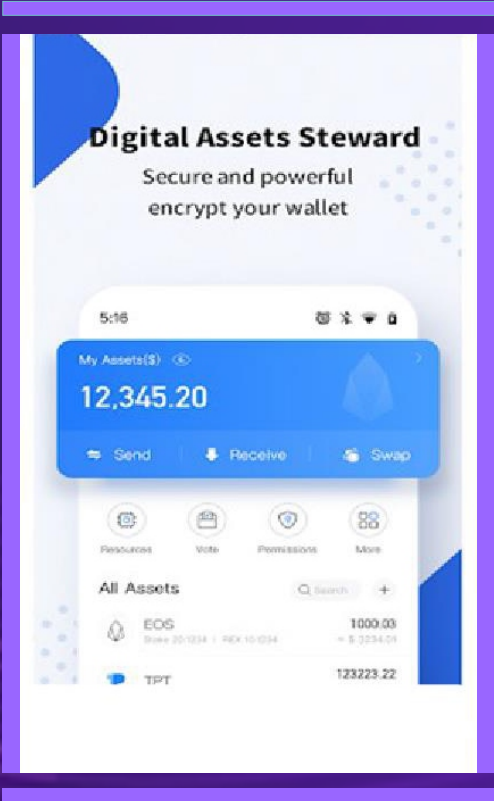 Digital Assets Steward
Secure and powerful
encrypt your wallet
5:16
My Assets($)
12,345.20
Send
Receive
Swap
Resources
Vote
Permissions
More
All Assets
Search
+
EOS
1000.03
TPT
123223.22